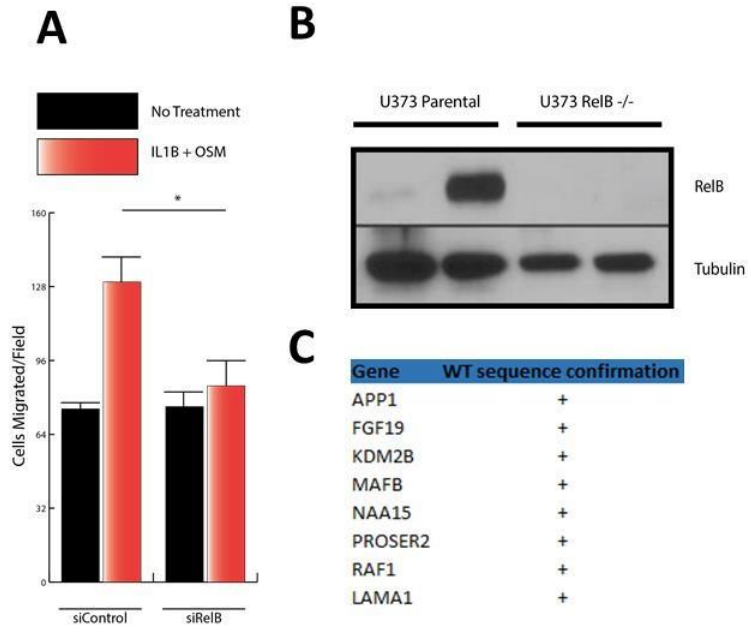 A
No Treatment
IL1B + OSM
*
160
128
96
64
32
0
Cells Migrated/Field
siControl
siRelB
B
U373 Parental
U373 RelB -/-
RelB
Tubulin
C
Gene WT sequence confirmation
APP1 +
FGF19 +
KDM2B +
MAFB +
NAA15 +
PROSER2 +
RAF1 +
LAMA1 +